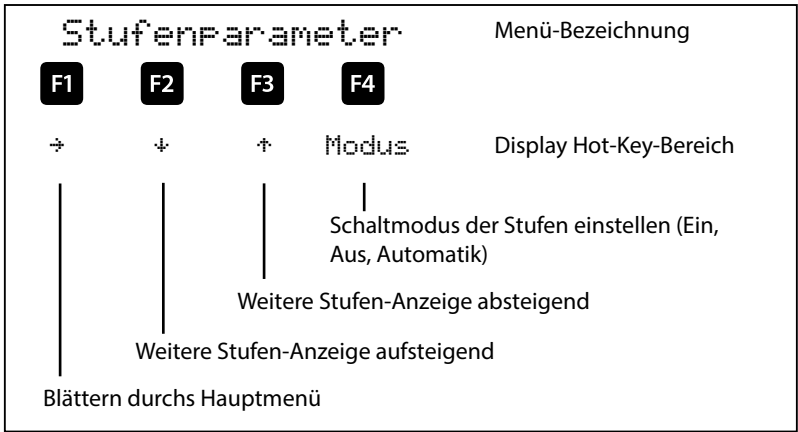 Stufenparameter Menü-Bezeichnung
F1 F2 F3 F4
→ ↓ ↑ Modus Display Hot-Key-Bereich
Schaltmodus der Stufen einstellen (Ein,
Aus, Automatik)
Weitere Stufen-Anzeige absteigend
Weitere Stufen-Anzeige aufsteigend
Blättern durchs Hauptmenü